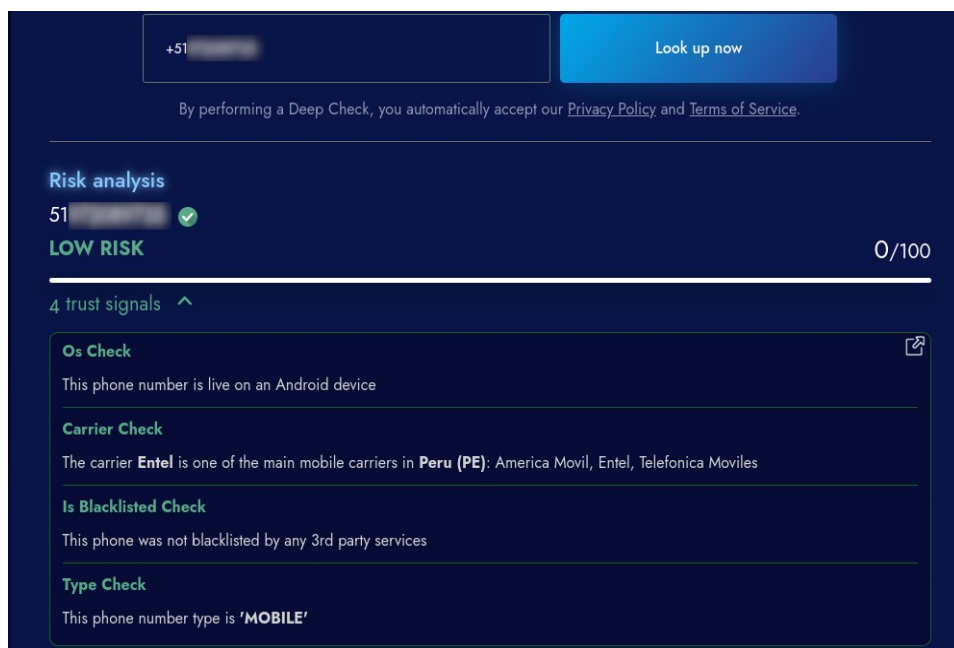 +51
Look up now
By performing a Deep Check, you automatically accept our Privacy Policy and Terms of Service.
Risk analysis
51
LOW RISK
0/100
4 trust signals
Os Check
This phone number is live on an Android device
Carrier Check
The carrier Entel is one of the main mobile carriers in Peru (PE): America Movil, Entel, Telefonica Moviles
Is Blacklisted Check
This phone was not blacklisted by any 3rd party services
Type Check
This phone number type is 'MOBILE'